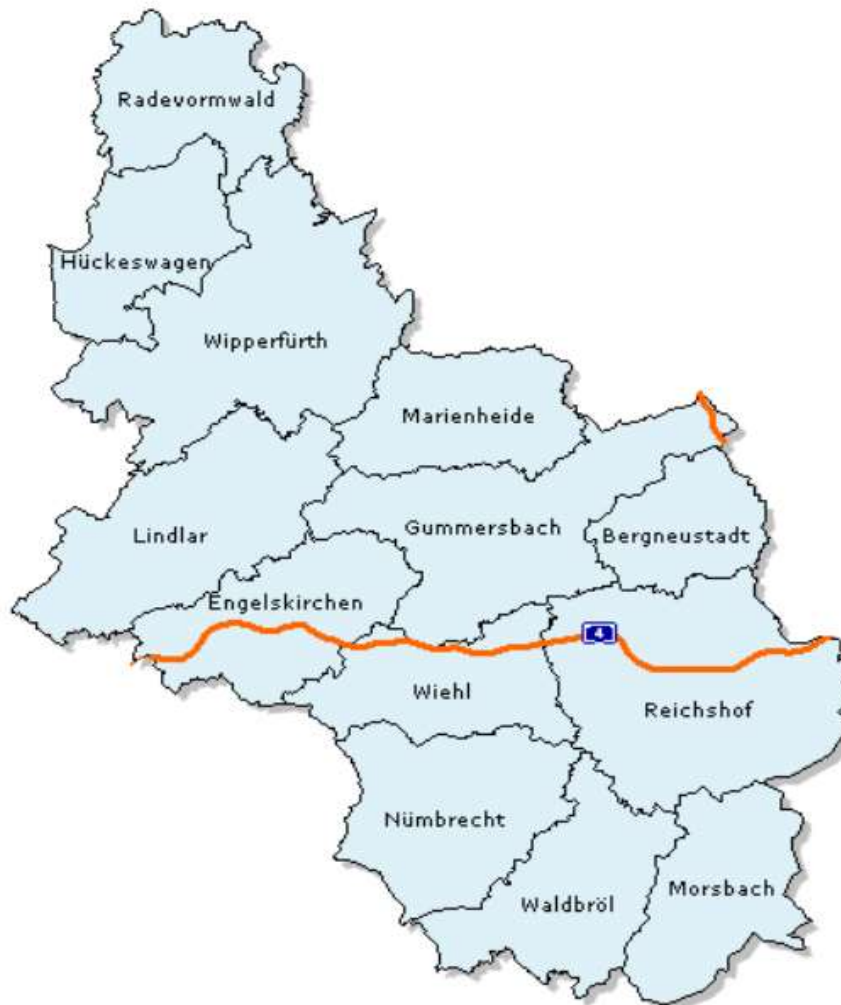 Radevormwald
Hückeswagen
Wipperfürth
Marienheide
Gummersbach
Lindlar
Bergneustadt
Engelskirchen
4
Wiehl
Reichshof
Nümbrecht
Morsbach
Waldbröl